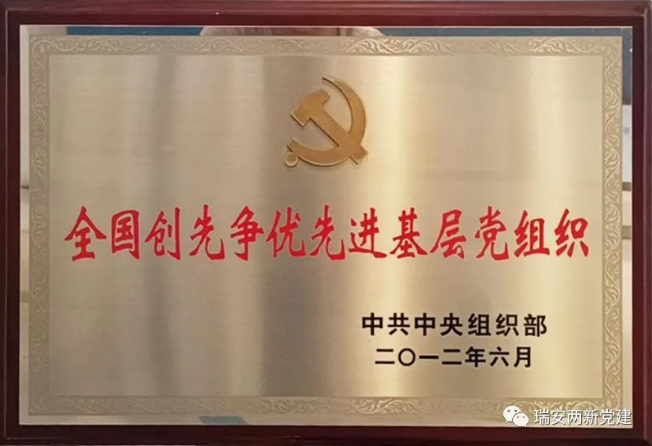 全国创先争优先进基层党组织
中共中央组织部
二〇一二年六月
瑞安两新党建